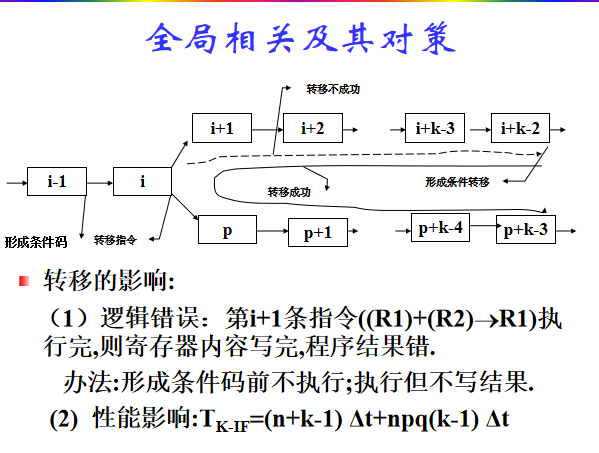 全局相关及其对策
转移不成功
i+1
i+2
i+k-3
i+k-2
i-1
i
转移成功
形成条件转移
形成条件码
转移指令
p
p+1
p+k-4
p+k-3
转移的影响:
（1）逻辑错误：第i+1条指令((R1)+(R2)→R1)执
行完,则寄存器内容写完,程序结果错.
办法:形成条件码前不执行;执行但不写结果.
(2) 性能影响:TK-IF=(n+k-1) Δt+npq(k-1) Δt